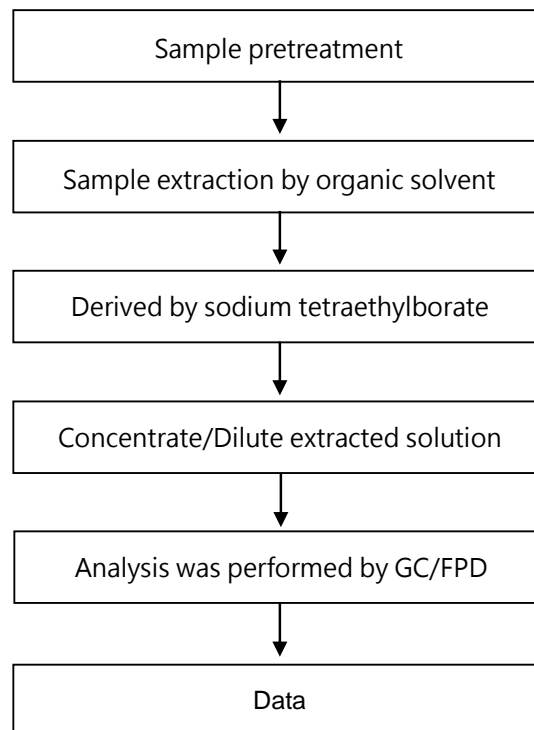 Sample pretreatment
Sample extraction by organic solvent
Derived by sodium tetraethylborate
Concentrate/Dilute extracted solution
Analysis was performed by GC/FPD
Data